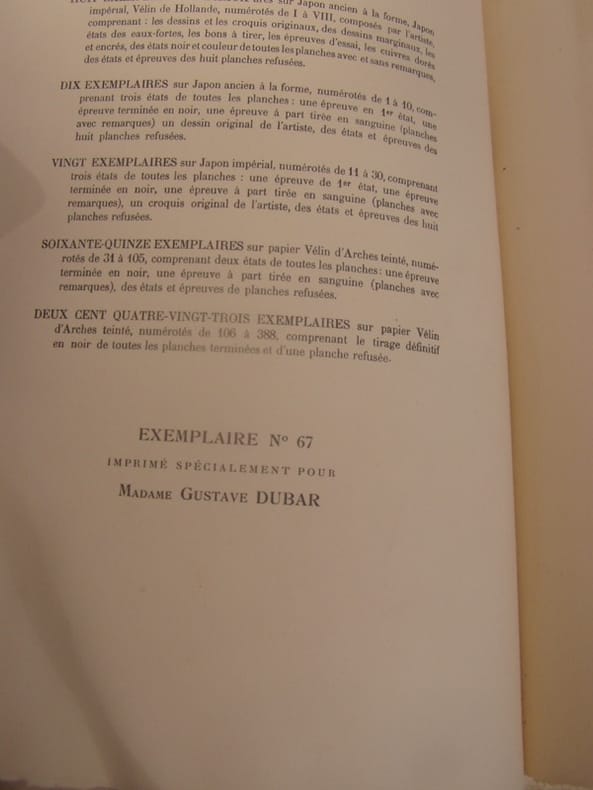 sur Japon ancien à la forme, Japon
impérial, Vélin de Hollande, numérotés de I à VIII, composés par l'artiste,
comprenant : les dessins et les croquis originaux, des dessins marginaux, les
états des eaux-fortes, les bons à tirer, les épreuves d'essai, les cuivres dorés
et encrés, des états noir et couleur de toutes les planches avec et sans remarques,
des états et épreuves des huit planches refusées.
DIX EXEMPLAIRES sur Japon ancien à la forme, numérotés de 1 à 10, com-
prenant trois états de toutes les planches : une épreuve en 1er état, une
épreuve terminée en noir, une épreuve à part tirée en sanguine (planches
avec remarques) un dessin original de l'artiste, des états et épreuves des
huit planches refusées.
VINGT EXEMPLAIRES sur Japon impérial, numérotés de 11 à 30, comprenant
trois états de toutes les planches : une épreuve de 1er état, une épreuve
terminée en noir, une épreuve à part tirée en sanguine (planches avec
remarques), un croquis original de l'artiste, des états et épreuves des huit
planches refusées.
SOIXANTE-QUINZE EXEMPLAIRES sur papier Vélin d'Arches teinté, numé-
rotés de 31 à 105, comprenant deux états de toutes les planches : une épreuve
terminée en noir, une épreuve à part tirée en sanguine (planches avec
remarques), des états et épreuves de planches refusées.
DEUX CENT QUATRE-VINGT-TROIS EXEMPLAIRES sur papier Vélin
d'Arches teinté, numérotés de 106 à 388, comprenant le tirage définitif
en noir de toutes les planches terminées et d'une planche refusée.
EXEMPLAIRE No 67
IMPRIMÉ SPÉCIALEMENT POUR
MADAME GUSTAVE DUBAR